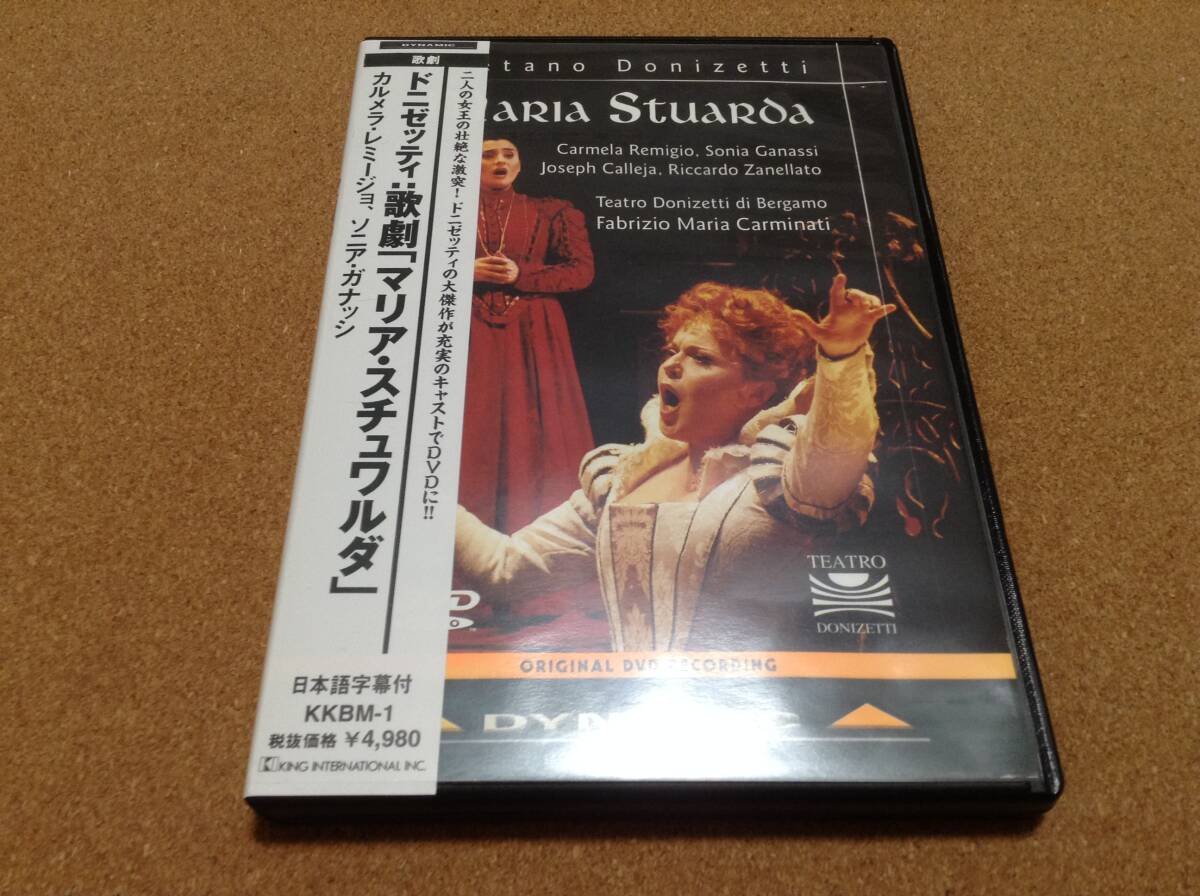 DYNAMIC
歌劇
ドニゼッティ:歌劇「マリア・スチュワルダ」
カルメラ・レミージョ、ソニア・ガナッシ
二人の女王の壮絶な激突!ドニゼッティの大傑作が充実のキャストでDVDに!!
日本語字幕付
KKBM-1
税抜価格 ¥4,980
KI KING INTERNATIONAL INC.
tano Donizetti
Maria Stuarda
Carmela Remigio, Sonia Ganassi
Joseph Calleja, Riccardo Zanellato
Teatro Donizetti di Bergamo
Fabrizio Maria Carminati
TEATRO
DONIZETTI
ORIGINAL DVD RECORDING
DYNAMIC